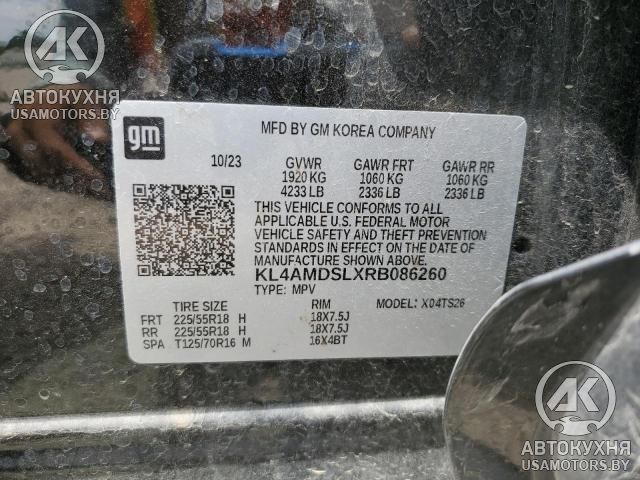 AK
АВТОКУХНЯ
USAMOTORS.BY
gm
MFD BY GM KOREA COMPANY
10/23 GVWR GAWR FRT GAWR RR
1920 KG 1060 KG 1060 KG
4233 LB 2336 LB 2336 LB
THIS VEHICLE CONFORMS TO ALL
APPLICABLE U.S. FEDERAL MOTOR
VEHICLE SAFETY AND THEFT PREVENTION
STANDARDS IN EFFECT ON THE DATE OF
MANUFACTURE SHOWN ABOVE.
KL4AMDSLXRB086260
TYPE: MPV MODEL: X04TS26
TIRE SIZE RIM
FRT 225/55R18 H 18X7.5J
RR 225/55R18 H 18X7.5J
SPA T125/70R16 M 16X4BT
AK
АВТОКУХНЯ
USAMOTORS.BY